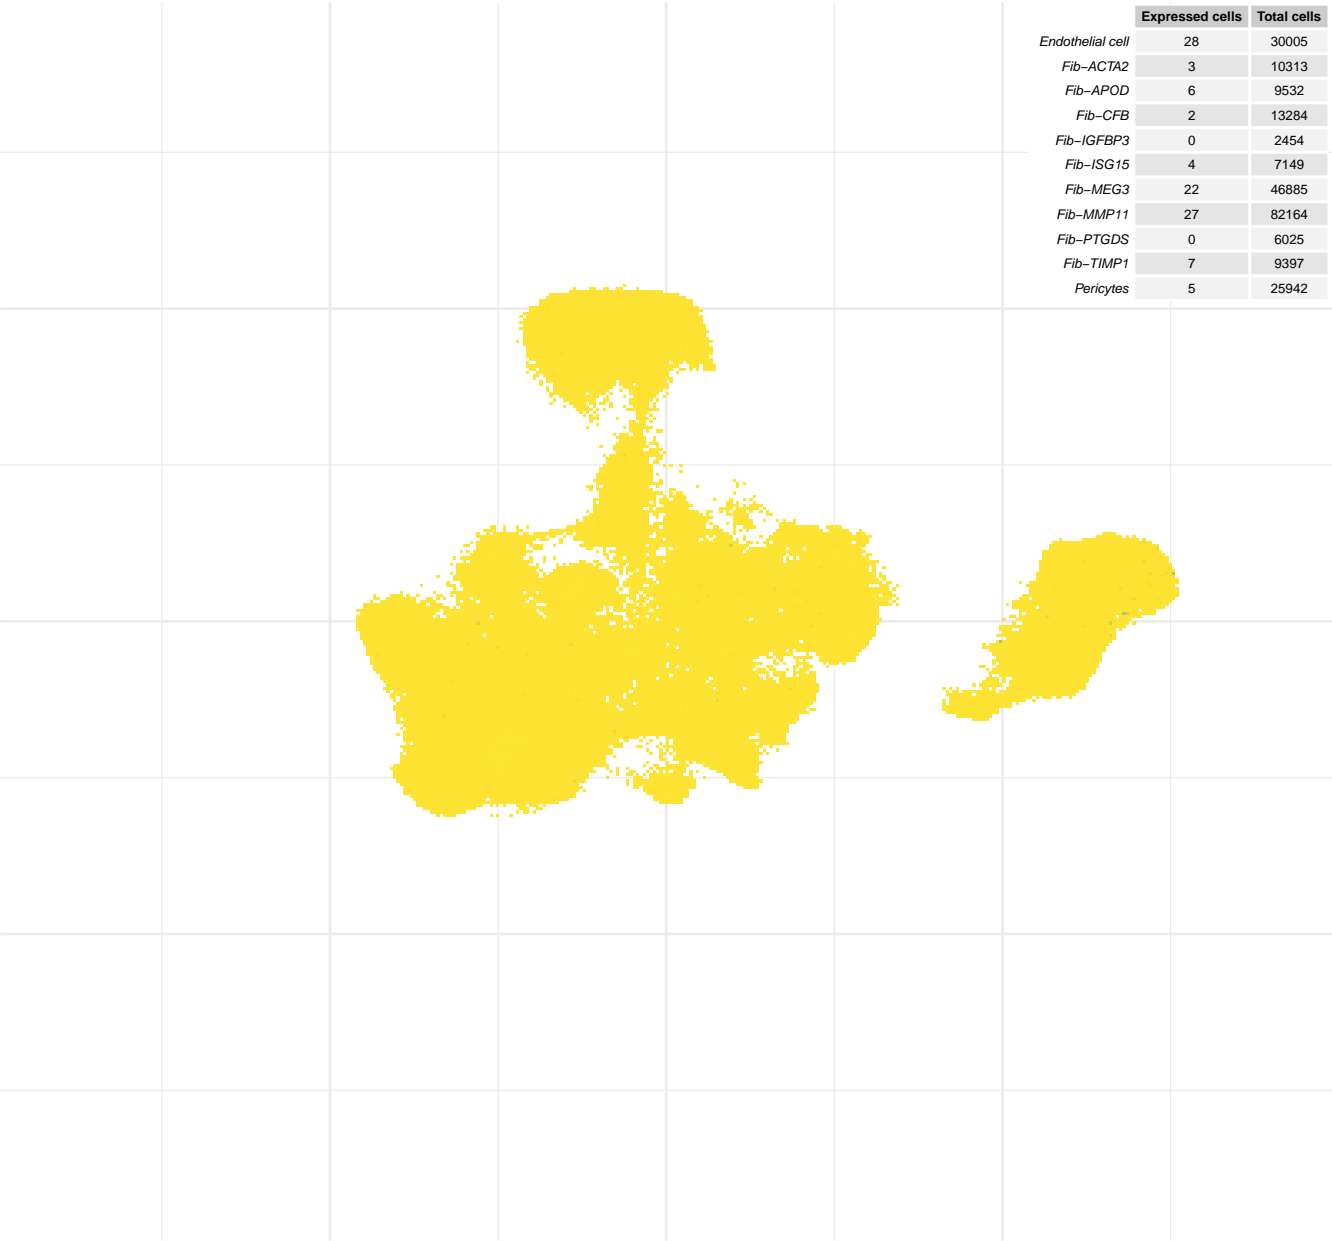 Expressed cells Total cells
Endothelial cell 28 30005
Fib−ACTA2 3 10313
Fib−APOD 6 9532
Fib−CFB 2 13284
Fib−IGFBP3 0 2454
Fib−ISG15 4 7149
Fib−MEG3 22 46885
Fib−MMP11 27 82164
Fib−PTGDS 0 6025
Fib−TIMP1 7 9397
Pericytes 5 25942